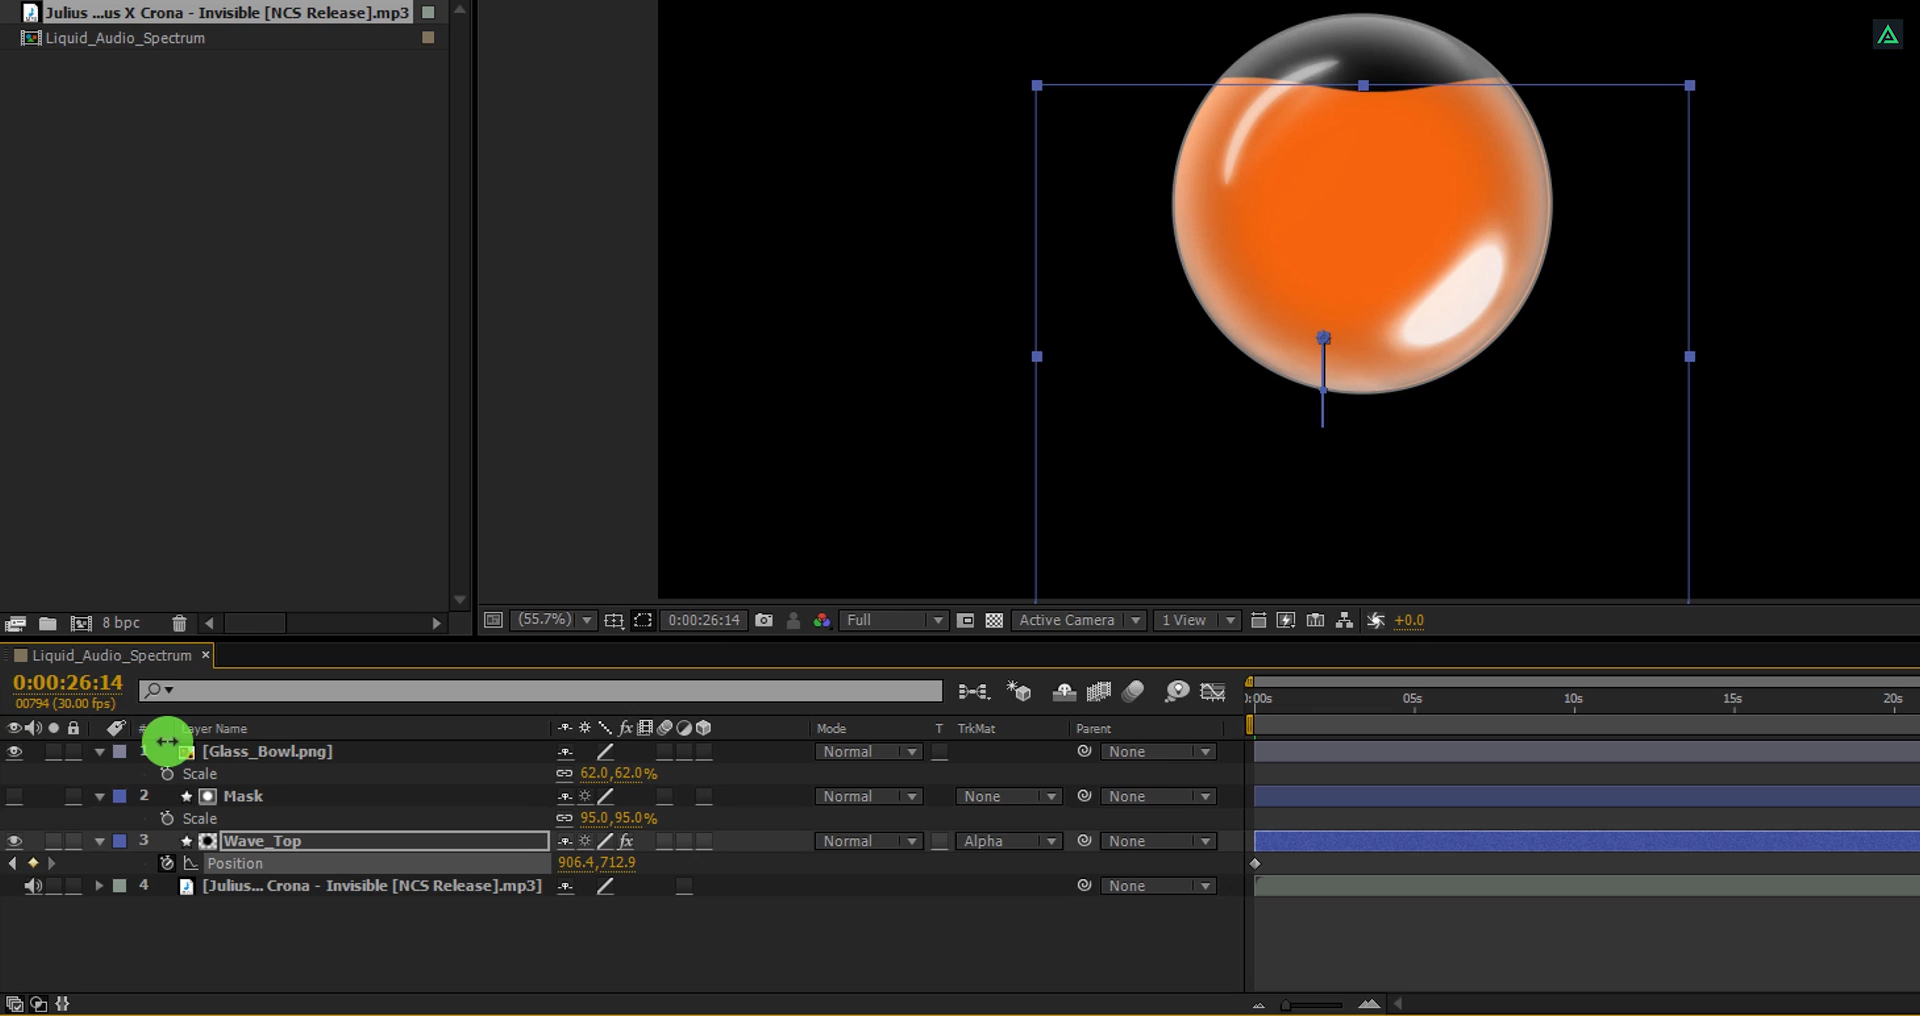 Julius ...us X Crona - Invisible [NCS Release].mp3
Liquid_Audio_Spectrum
8 bpc
(55.7%)
0:00:26:14
Full
Active Camera
1 View
+0.0
Liquid_Audio_Spectrum ×
0:00:26:14
00794 (30.00 fps)
):00s 05s 10s 15s 20s
# Layer Name fx Mode T TrkMat Parent
1 [Glass_Bowl.png] Normal None
Scale 62.0,62.0%
2 Mask Normal None None
Scale 95.0,95.0%
3 Wave_Top fx Normal Alpha None
Position 906.4,712.9
4 [Julius... Crona - Invisible [NCS Release].mp3] None